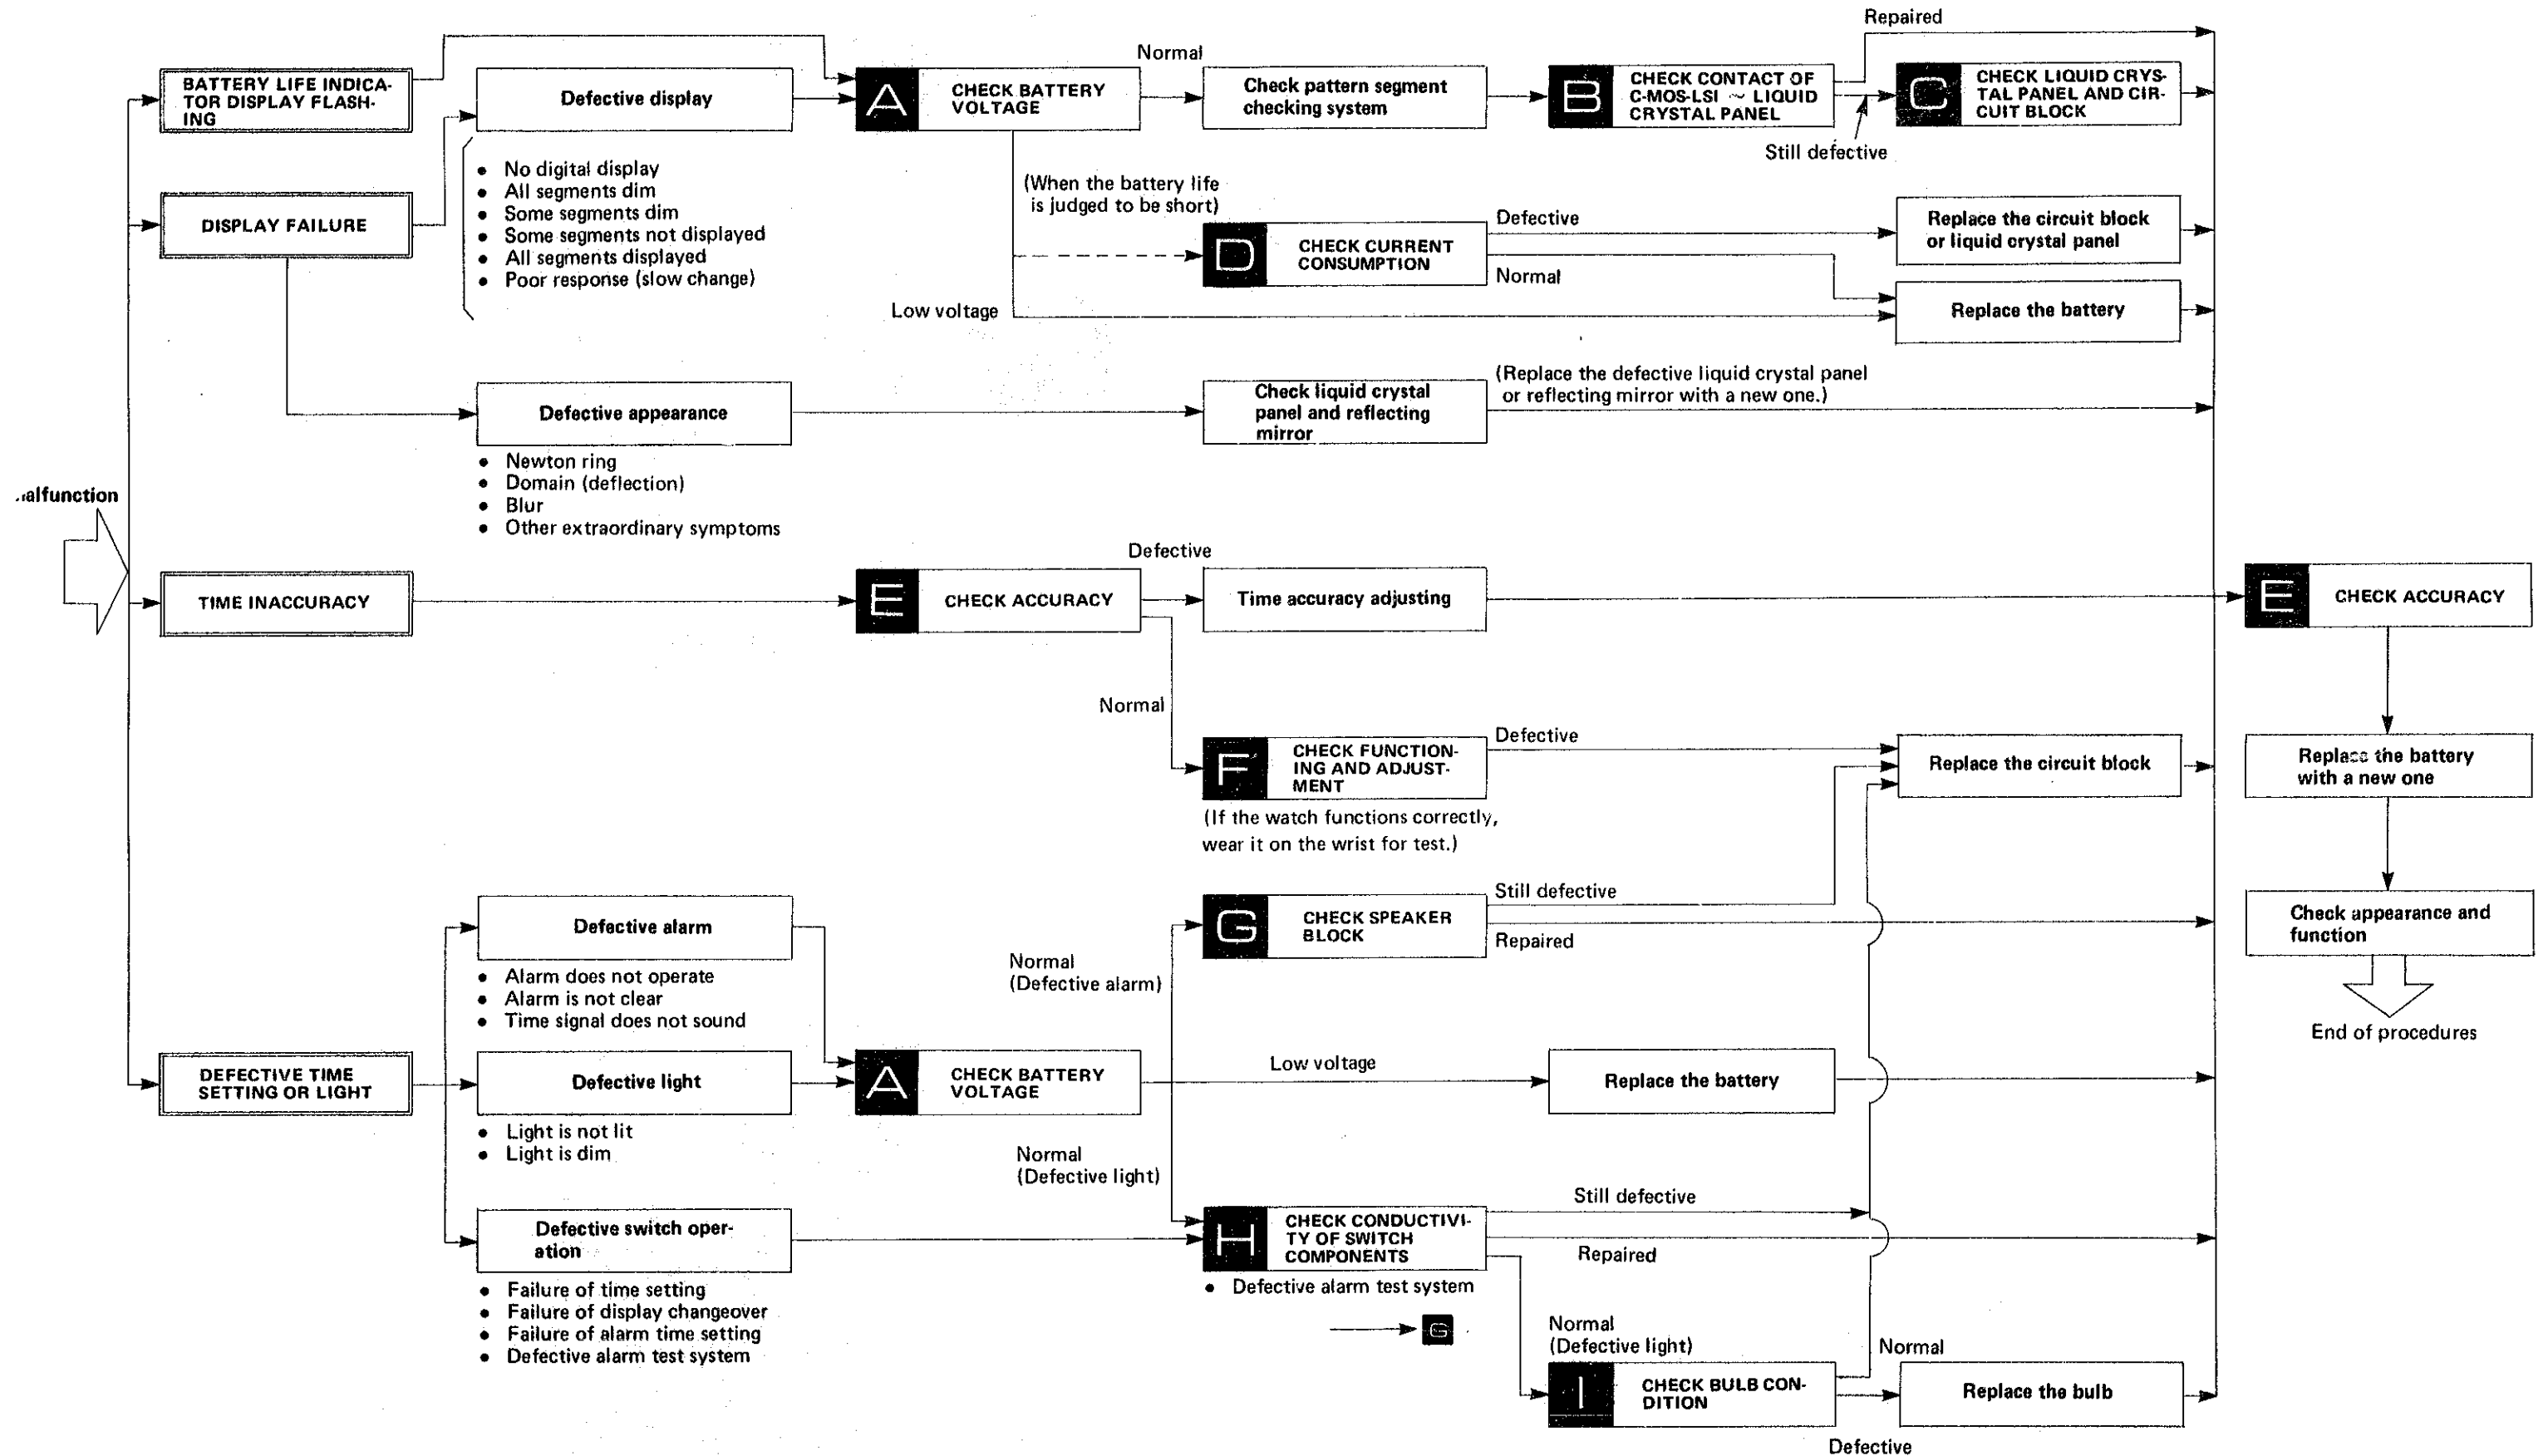 Repaired
Normal
BATTERY LIFE INDICA-
TOR DISPLAY FLASH-
ING
Defective display
A
CHECK BATTERY
VOLTAGE
Check pattern segment
checking system
B
CHECK CONTACT OF
C-MOS-LSI ~ LIQUID
CRYSTAL PANEL
C
CHECK LIQUID CRYS-
TAL PANEL AND CIR-
CUIT BLOCK
Still defective
• No digital display
• All segments dim
• Some segments dim
• Some segments not displayed
• All segments displayed
• Poor response (slow change)
DISPLAY FAILURE
(When the battery life
is judged to be short)
D
CHECK CURRENT
CONSUMPTION
Defective
Normal
Replace the circuit block
or liquid crystal panel
Low voltage
Replace the battery
Defective appearance
Check liquid crystal
panel and reflecting
mirror
(Replace the defective liquid crystal panel
or reflecting mirror with a new one.)
• Newton ring
• Domain (deflection)
• Blur
• Other extraordinary symptoms
alfunction
Defective
TIME INACCURACY
E
CHECK ACCURACY
Time accuracy adjusting
E
CHECK ACCURACY
Normal
F
CHECK FUNCTION-
ING AND ADJUST-
MENT
Defective
Replace the circuit block
Replace the battery
with a new one
(If the watch functions correctly,
wear it on the wrist for test.)
Defective alarm
Still defective
G
CHECK SPEAKER
BLOCK
Repaired
Check appearance and
function
Normal
(Defective alarm)
• Alarm does not operate
• Alarm is not clear
• Time signal does not sound
End of procedures
DEFECTIVE TIME
SETTING OR LIGHT
Defective light
A
CHECK BATTERY
VOLTAGE
Low voltage
Replace the battery
• Light is not lit
• Light is dim
Normal
(Defective light)
Still defective
Defective switch oper-
ation
H
CHECK CONDUCTIVI-
TY OF SWITCH
COMPONENTS
Repaired
• Defective alarm test system
G
• Failure of time setting
• Failure of display changeover
• Failure of alarm time setting
• Defective alarm test system
Normal
(Defective light)
Normal
I
CHECK BULB CON-
DITION
Replace the bulb
Defective